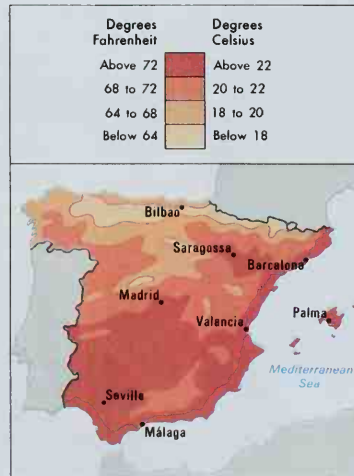 Degrees Fahrenheit
Degrees Celsius
Above 72
Above 22
68 to 72
20 to 22
64 to 68
18 to 20
Below 64
Below 18
Bilbao
Saragossa
Barcelona
Madrid
Valencia
Palma
Mediterranean
Sea
Seville
Málaga